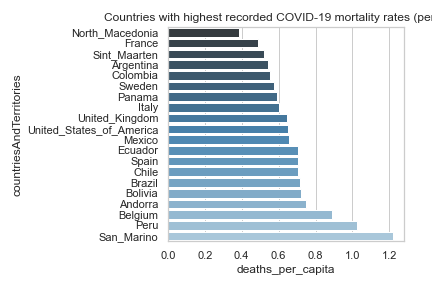 Countries with highest recorded COVID-19 mortality rates (per
North_Macedonia
France
Sint_Maarten
Argentina
Colombia
Sweden
Panama
Italy
United_Kingdom
United_States_of_America
Mexico
Ecuador
Spain
Chile
Brazil
Bolivia
Andorra
Belgium
Peru
San_Marino
countriesAndTerritories
0.0 0.2 0.4 0.6 0.8 1.0 1.2
deaths_per_capita